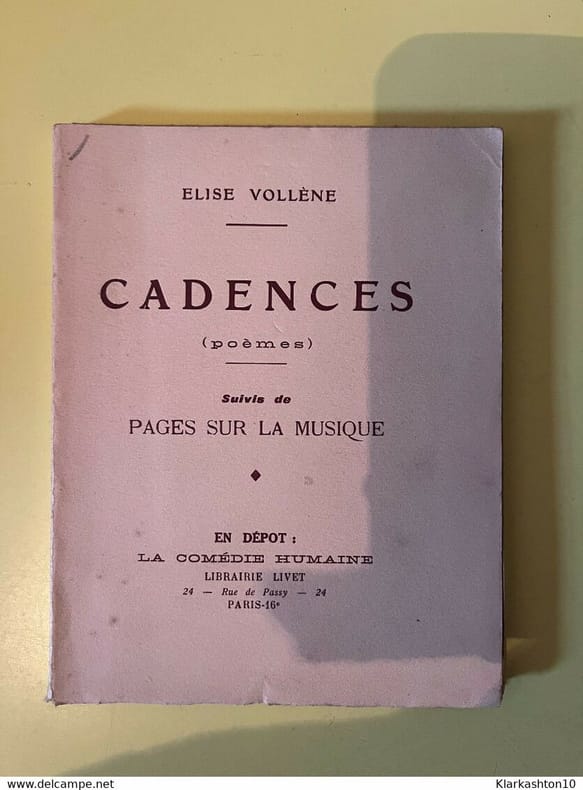 ELISE VOLLÈNE
CADENCES
(poèmes)
Suivis de
PAGES SUR LA MUSIQUE
EN DÉPOT :
LA COMÉDIE HUMAINE
LIBRAIRIE LIVET
24 — Rue de Passy — 24
PARIS-16e
www.delcampe.net
Klarkashton10